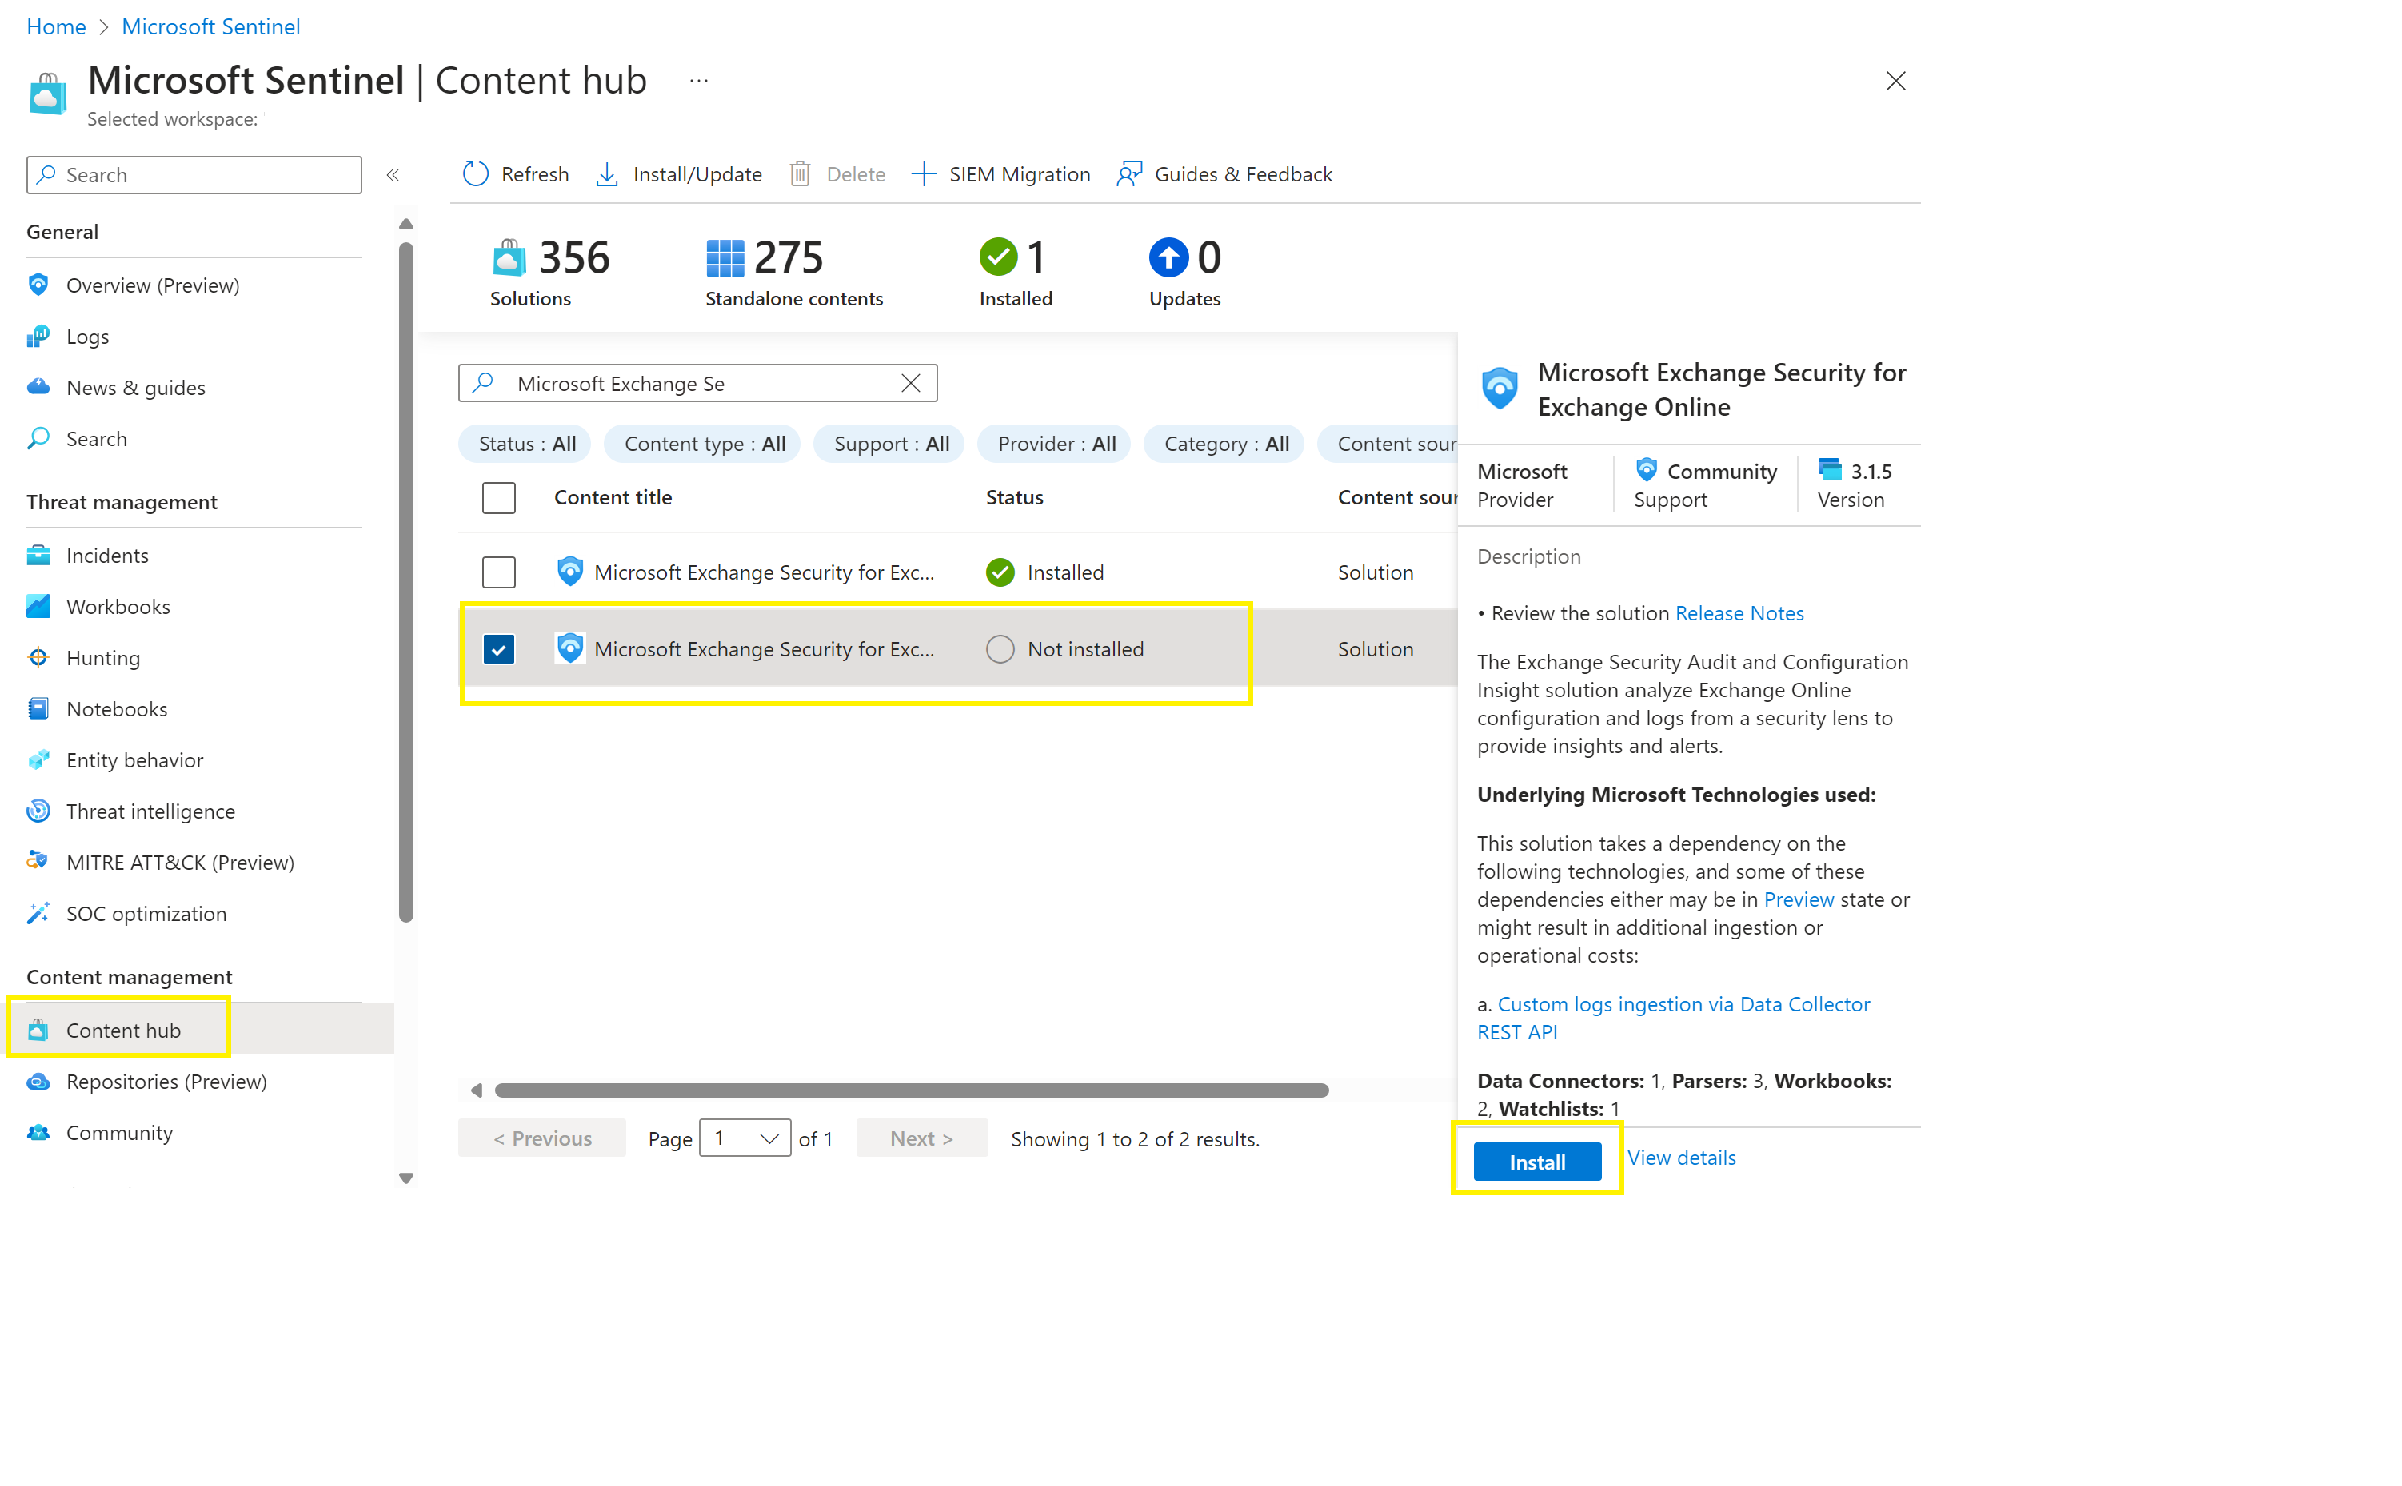 Home > Microsoft Sentinel
Microsoft Sentinel | Content hub ...
Selected workspace:
Search
«
General
Overview (Preview)
Logs
News & guides
Search
Threat management
Incidents
Workbooks
Hunting
Notebooks
Entity behavior
Threat intelligence
MITRE ATT&CK (Preview)
SOC optimization
Content management
Content hub
Repositories (Preview)
Community
Refresh Install/Update Delete SIEM Migration Guides & Feedback
356 275 1 0
Solutions Standalone contents Installed Updates
Microsoft Exchange Se
Status : All Content type : All Support : All Provider : All Category : All Content sour
Content title Status Content sour
Microsoft Exchange Security for Exc... Installed Solution
Microsoft Exchange Security for Exc... Not installed Solution
< Previous Page 1 of 1 Next > Showing 1 to 2 of 2 results.
Microsoft Exchange Security for
Exchange Online
Microsoft Community 3.1.5
Provider Support Version
Description
• Review the solution Release Notes
The Exchange Security Audit and Configuration
Insight solution analyze Exchange Online
configuration and logs from a security lens to
provide insights and alerts.
Underlying Microsoft Technologies used:
This solution takes a dependency on the
following technologies, and some of these
dependencies either may be in Preview state or
might result in additional ingestion or
operational costs:
a. Custom logs ingestion via Data Collector
REST API
Data Connectors: 1, Parsers: 3, Workbooks:
2, Watchlists: 1
Install View details